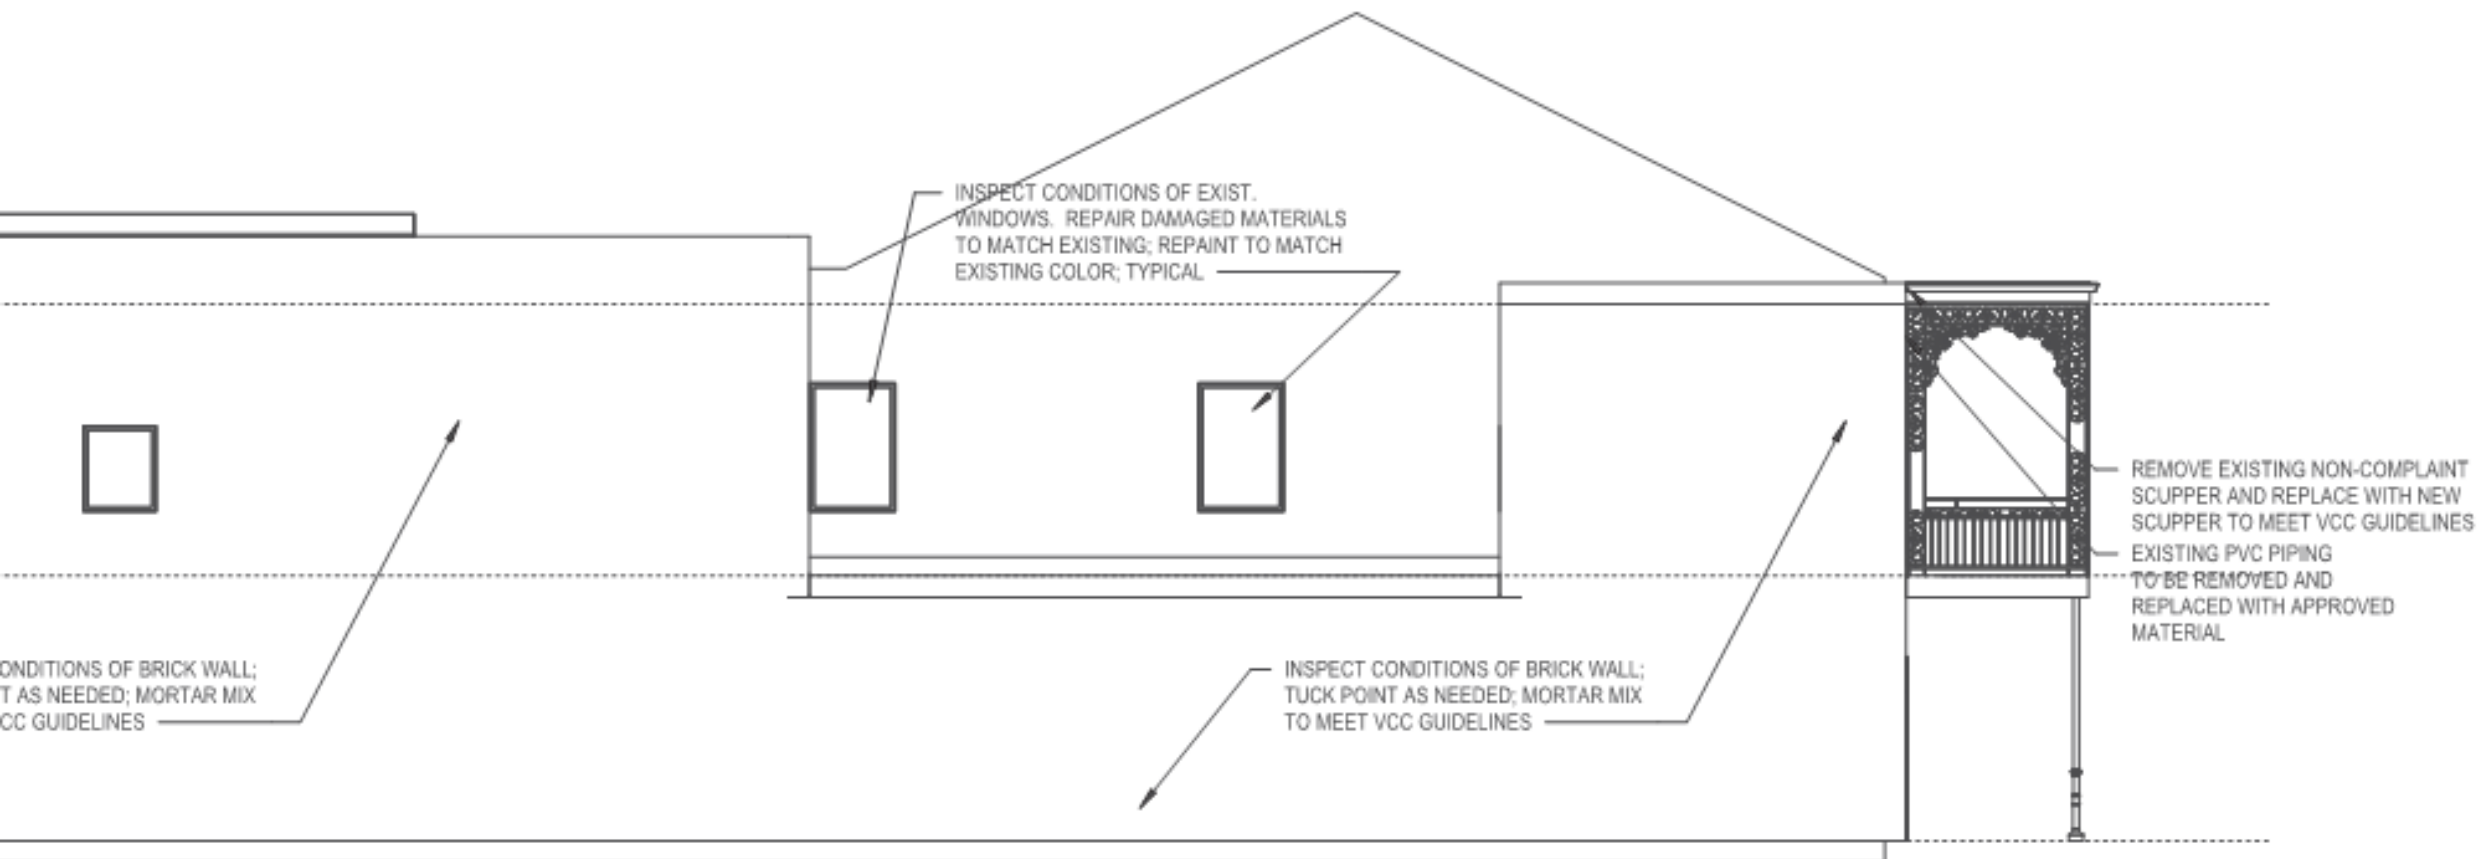 INSPECT CONDITIONS OF EXIST.
WINDOWS. REPAIR DAMAGED MATERIALS
TO MATCH EXISTING; REPAINT TO MATCH
EXISTING COLOR; TYPICAL
REMOVE EXISTING NON-COMPLAINT
SCUPPER AND REPLACE WITH NEW
SCUPPER TO MEET VCC GUIDELINES
EXISTING PVC PIPING
TO BE REMOVED AND
REPLACED WITH APPROVED
MATERIAL
ONDITIONS OF BRICK WALL;
T AS NEEDED; MORTAR MIX
CC GUIDELINES
INSPECT CONDITIONS OF BRICK WALL;
TUCK POINT AS NEEDED; MORTAR MIX
TO MEET VCC GUIDELINES